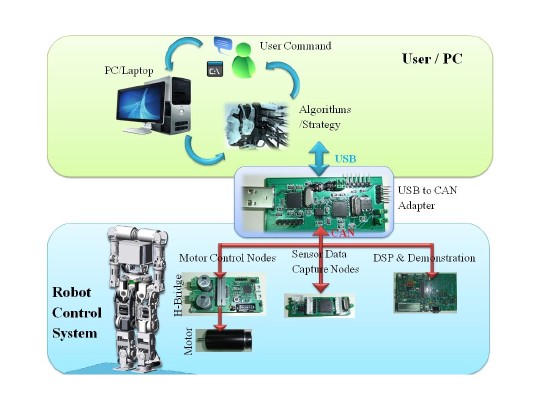 User Command
User / PC
PC/Laptop
C:\
Algorithms
/Strategy
USB
USB to CAN
Adapter
CAN
Motor Control Nodes
Sensor Data
Capture Nodes
DSP & Demonstration
H-Bridge
Robot
Control
System
Motor